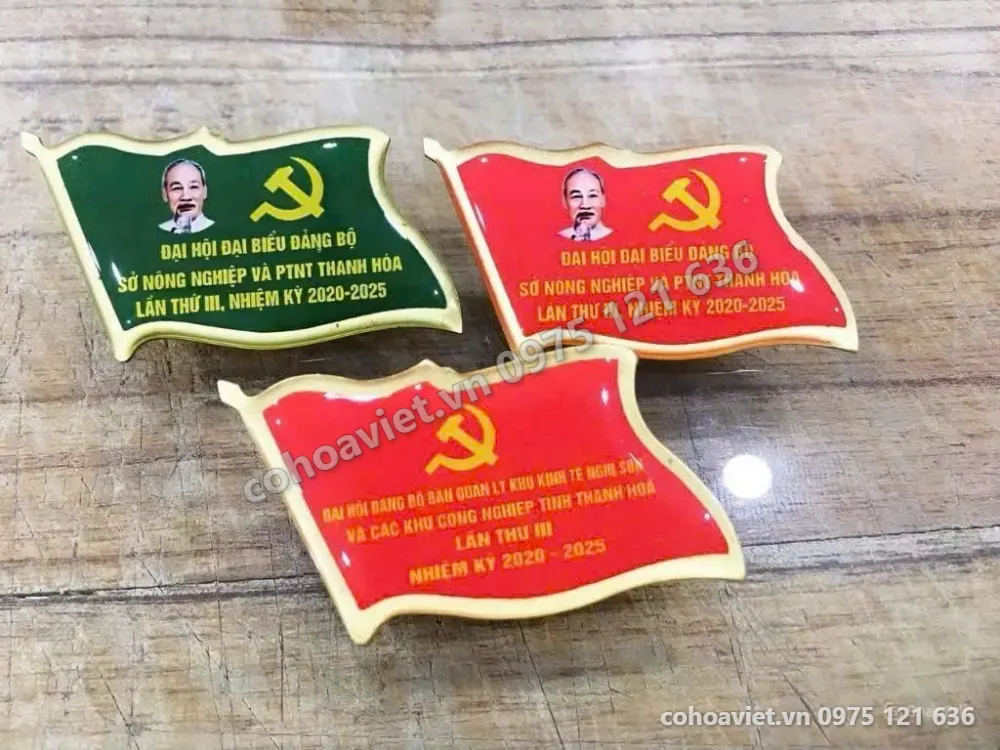 ĐẠI HỘI ĐẠI BIỂU ĐẢNG BỘ
SỞ NÔNG NGHIỆP VÀ PTNT THANH HÓA
LẦN THỨ III, NHIỆM KỲ 2020-2025
ĐẠI HỘI ĐẠI BIỂU ĐẢNG BỘ
SỞ NÔNG NGHIỆP VÀ PTNT THANH HÓA
LẦN THỨ III, NHIỆM KỲ 2020-2025
cohoaviet.vn 0975 121 636
ĐẠI HỘI ĐẢNG BỘ BAN QUẢN LÝ KHU KINH TẾ NGHI SƠN
VÀ CÁC KHU CÔNG NGHIỆP TỈNH THANH HÓA
LẦN THỨ III
NHIỆM KỲ 2020 - 2025
cohoaviet.vn 0975 121 636